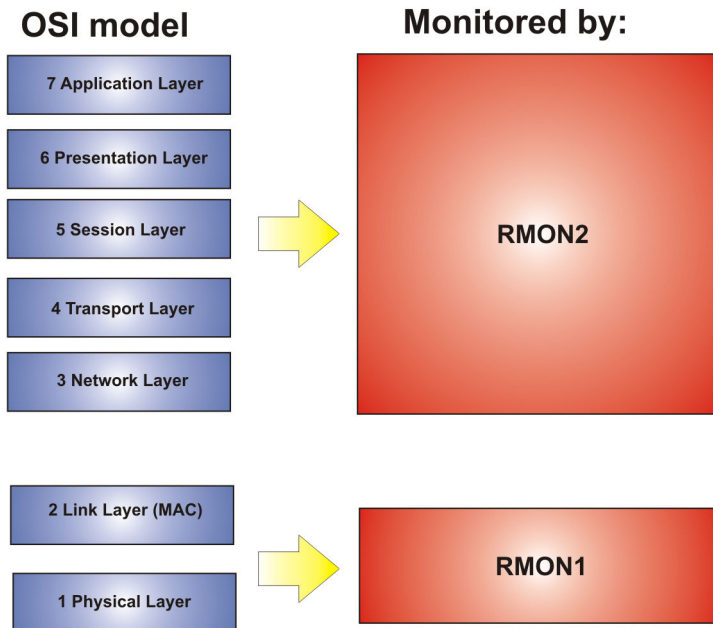 OSI model
Monitored by:
7 Application Layer
6 Presentation Layer
5 Session Layer
4 Transport Layer
3 Network Layer
RMON2
2 Link Layer (MAC)
1 Physical Layer
RMON1